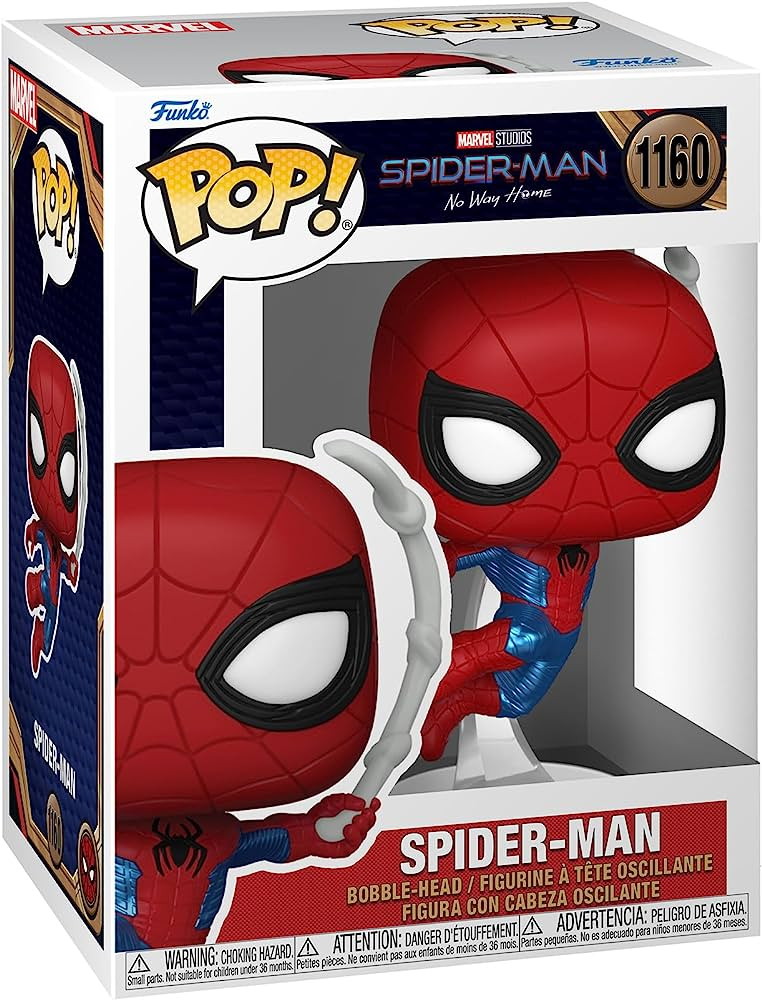 MARVEL
Funko
MARVEL
Funko
POP!®
MARVEL STUDIOS
SPIDER-MAN
No Way Home
1160
SPIDER-MAN
1160
SPIDER-MAN
BOBBLE-HEAD / FIGURINE À TÊTE OSCILLANTE
FIGURA CON CABEZA OSCILANTE
WARNING: CHOKING HAZARD.
Small parts. Not suitable for children under 36 months.
ATTENTION: DANGER D'ÉTOUFFEMENT.
Petites pièces. Ne convient pas aux enfants de moins de 36 mois.
ADVERTENCIA: PELIGRO DE ASFIXIA.
Partes pequeñas. No es adecuado para niños menores de 36 meses.